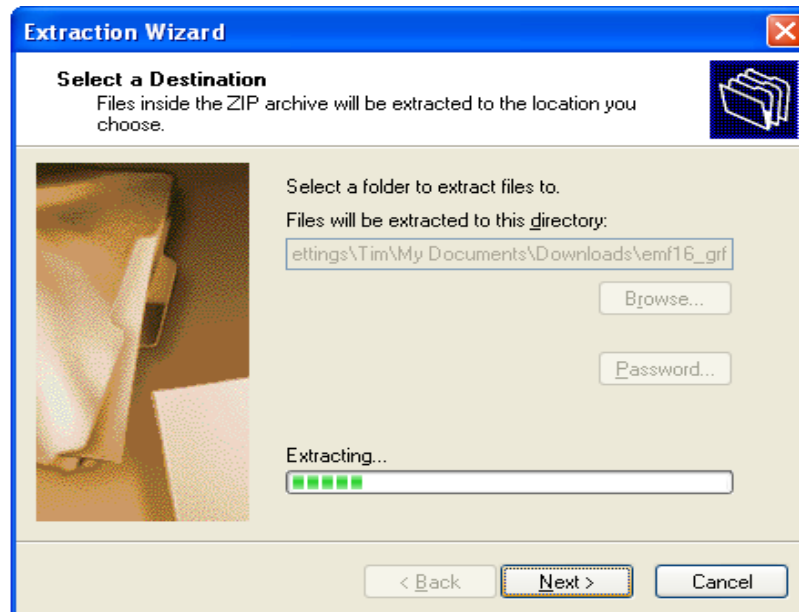 Extraction Wizard
Select a Destination
Files inside the ZIP archive will be extracted to the location you
choose.
Select a folder to extract files to.
Files will be extracted to this directory:
ettings\Tim\My Documents\Downloads\emf16_grf
Browse...
Password...
Extracting...
< Back
Next >
Cancel